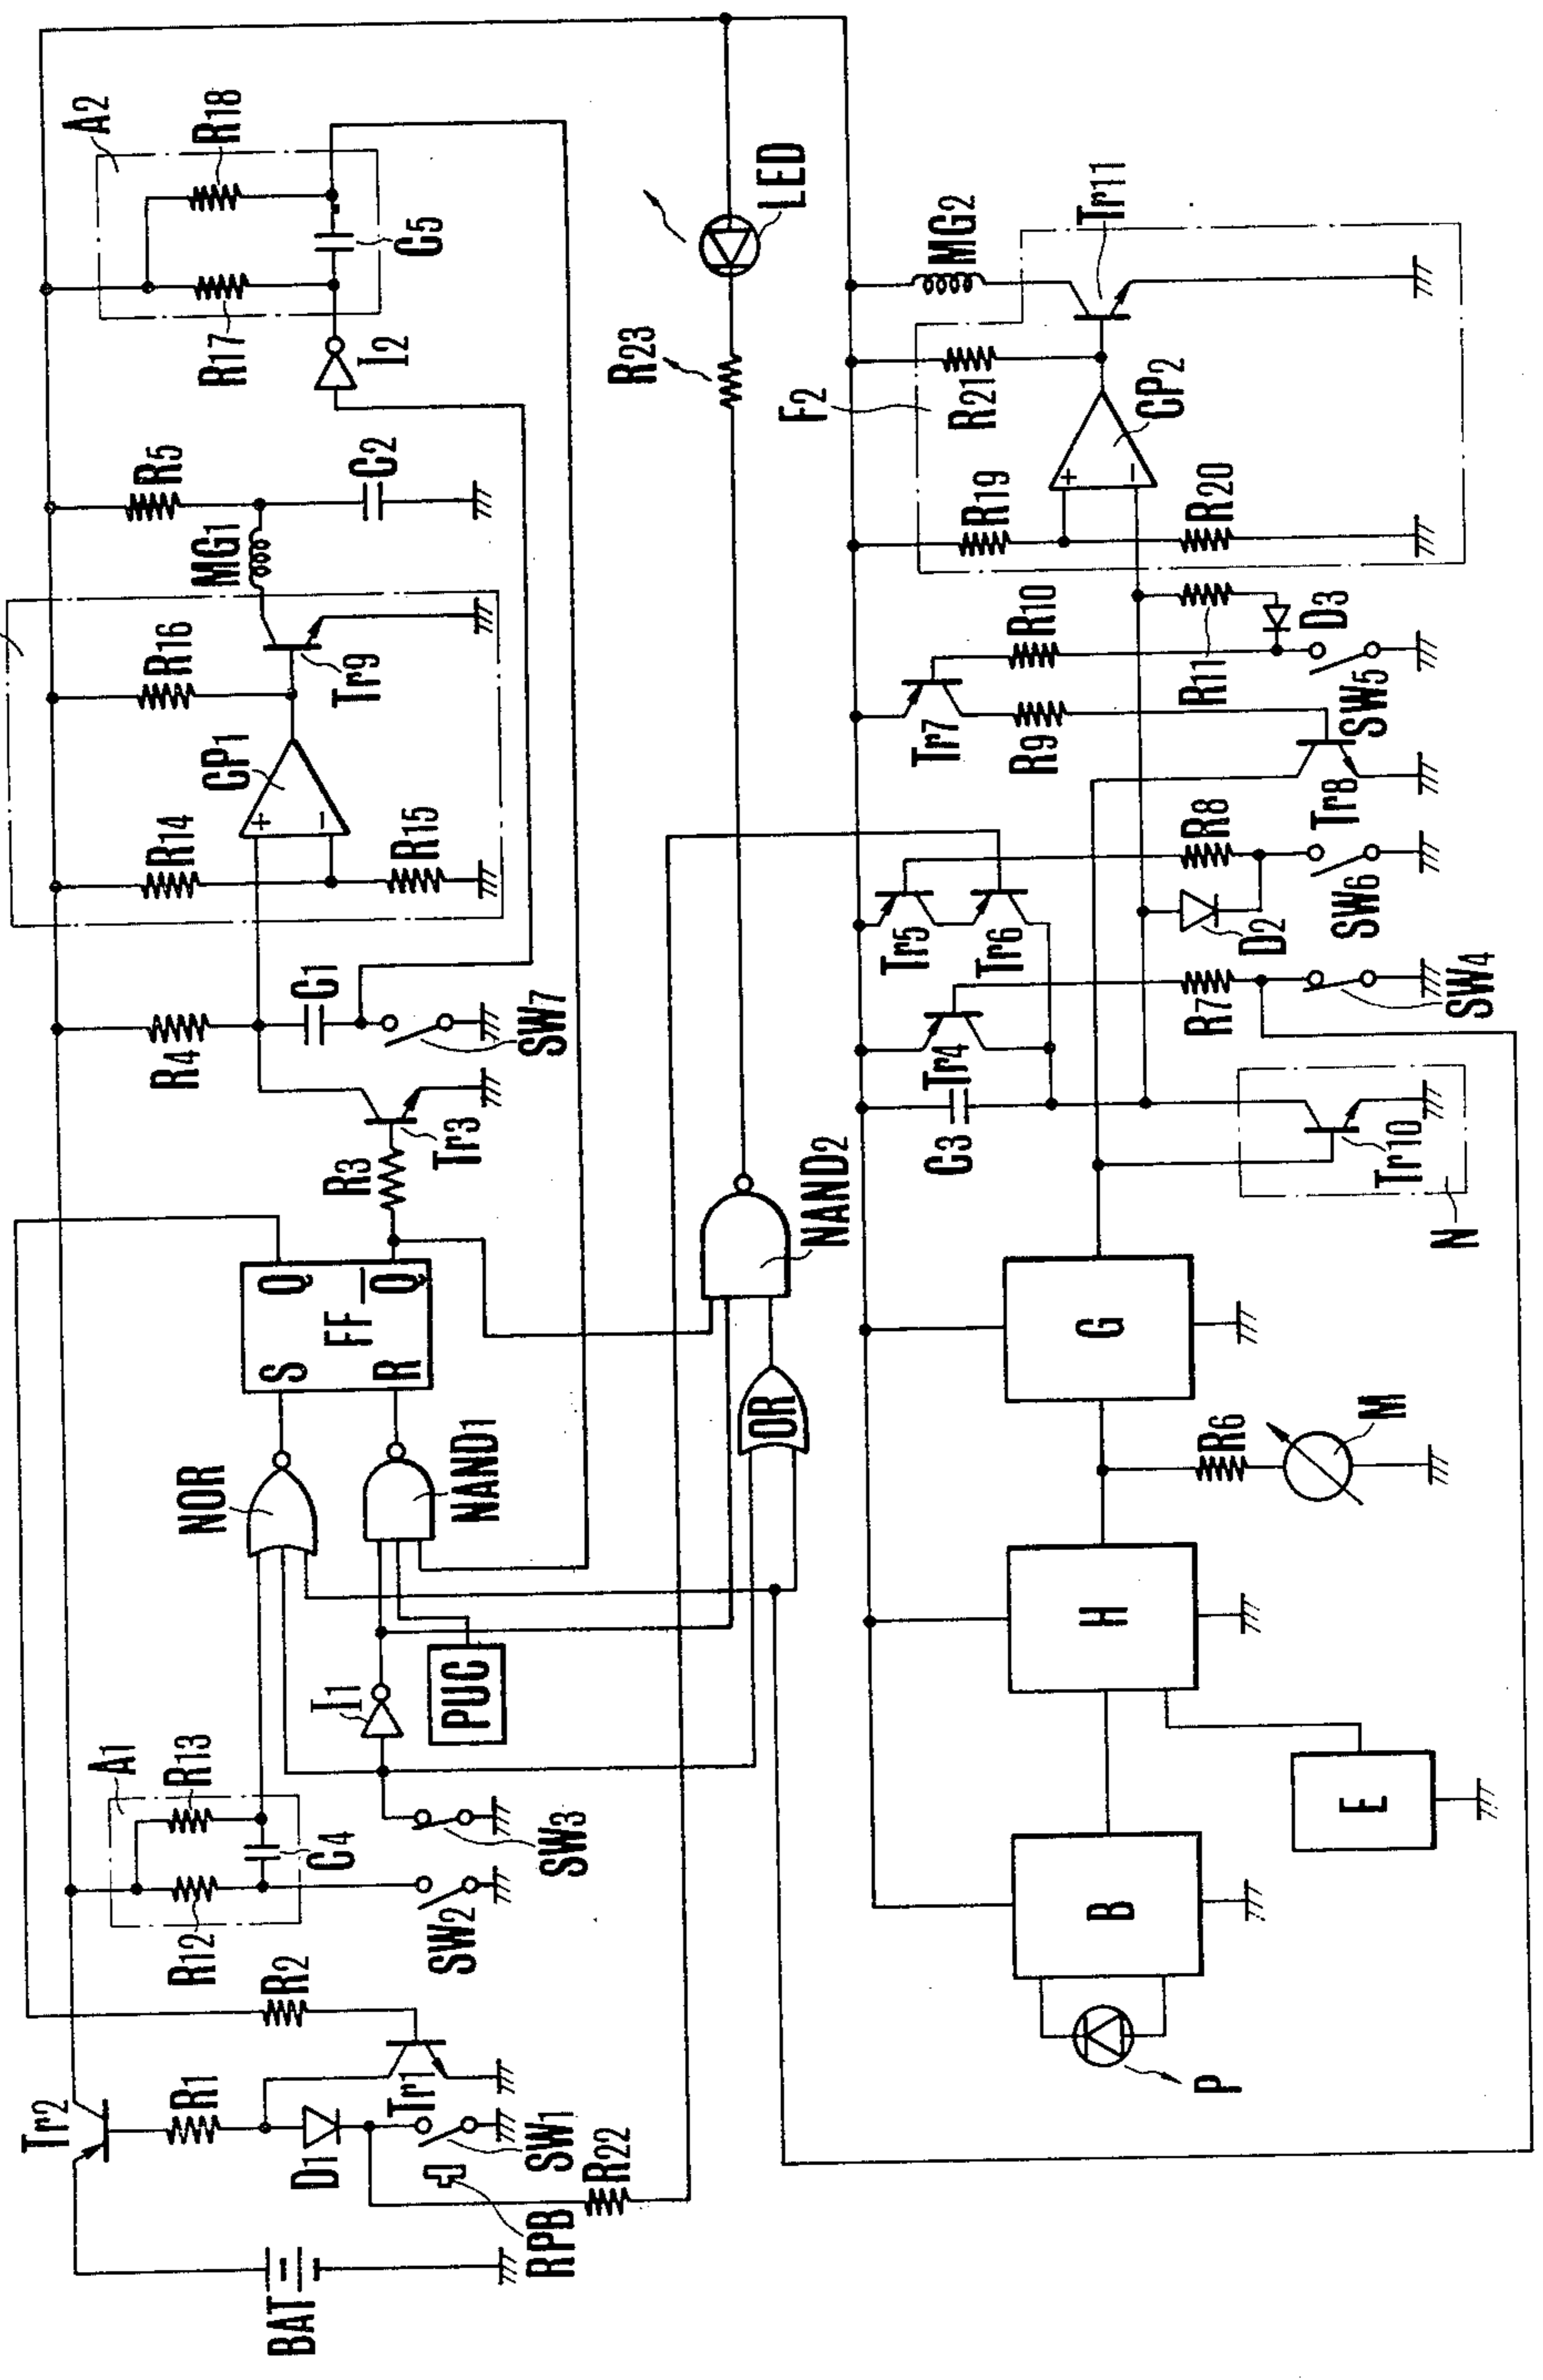 A2
R18
R17
C5
I2
R5
C2
MG1
R16
Tr9
CP1
+
−
R14
R15
R4
C1
SW7
Tr3
R3
Q
Q
FF
S
R
NOR
NAND1
PUC
I1
A1
R13
R12
C4
SW3
SW2
R2
Tr2
R1
Tr1
D1
SW1
RPB
R22
BAT
LED
R23
NAND2
OR
MG2
Tr11
F2
R21
CP2
+
−
R19
R20
R10
R11
D3
SW5
Tr7
R9
Tr8
R8
SW6
D2
Tr5
Tr6
SW4
R7
Tr4
C3
Tr10
N
G
R6
M
H
E
B
P